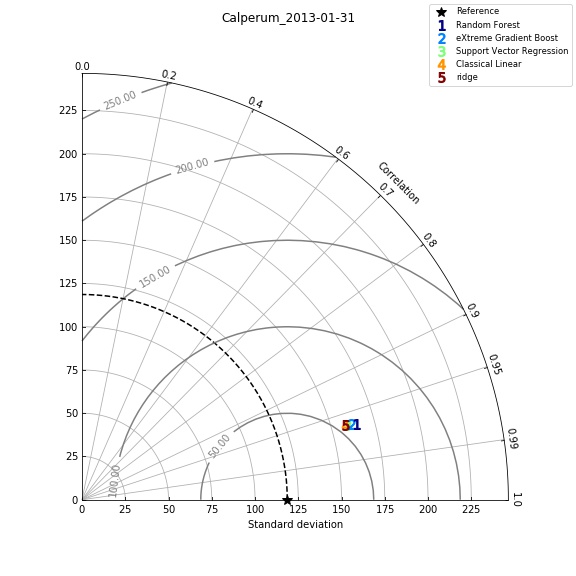 Calperum_2013-01-31
Reference
1 Random Forest
2 eXtreme Gradient Boost
3 Support Vector Regression
4 Classical Linear
5 ridge
0.0
0.2
0.4
0.6
Correlation
0.7
0.8
0.9
0.95
0.99
1.0
250.00
200.00
150.00
50.00
100.00
225
200
175
150
125
100
75
50
25
0
5
1
0 25 50 75 100 125 150 175 200 225
Standard deviation